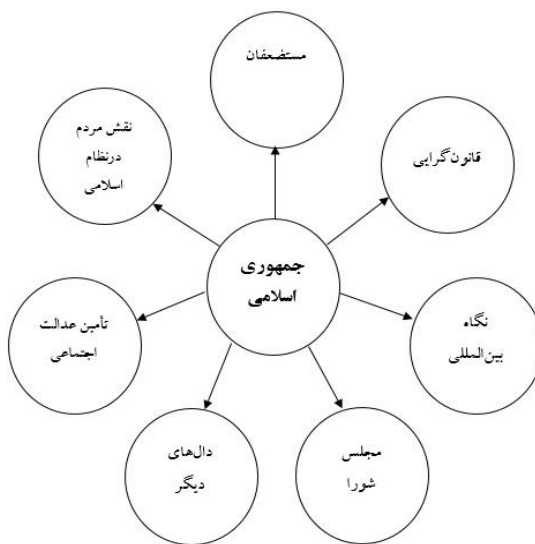 مستضعفان
قانون‌گرایی
نگاه
بین‌المللی
مجلس
شورا
دال‌های
دیگر
تأمین عدالت
اجتماعی
نقش مردم
درنظام
اسلامی
جمهوری
اسلامی